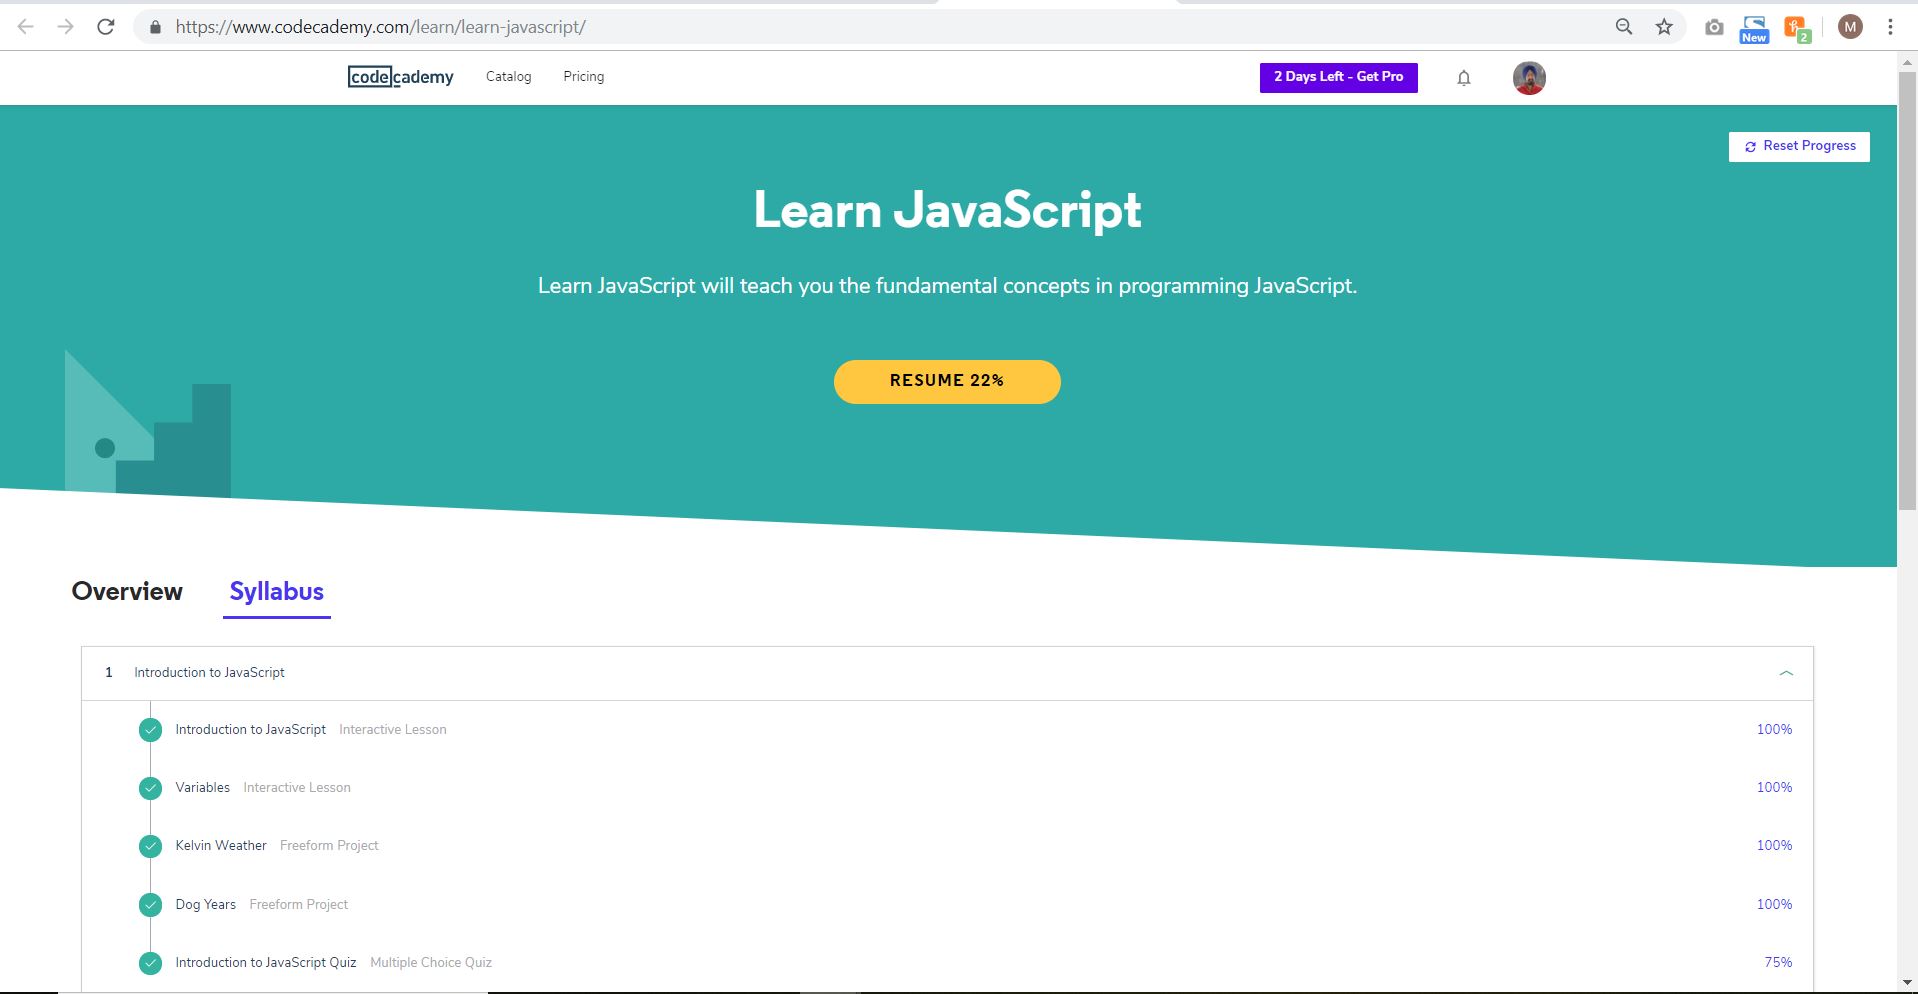 https://www.codecademy.com/learn/learn-javascript/
New
2
M
codecademy Catalog Pricing
2 Days Left - Get Pro
Reset Progress
Learn JavaScript
Learn JavaScript will teach you the fundamental concepts in programming JavaScript.
RESUME 22%
Overview Syllabus
1 Introduction to JavaScript
Introduction to JavaScript Interactive Lesson 100%
Variables Interactive Lesson 100%
Kelvin Weather Freeform Project 100%
Dog Years Freeform Project 100%
Introduction to JavaScript Quiz Multiple Choice Quiz 75%